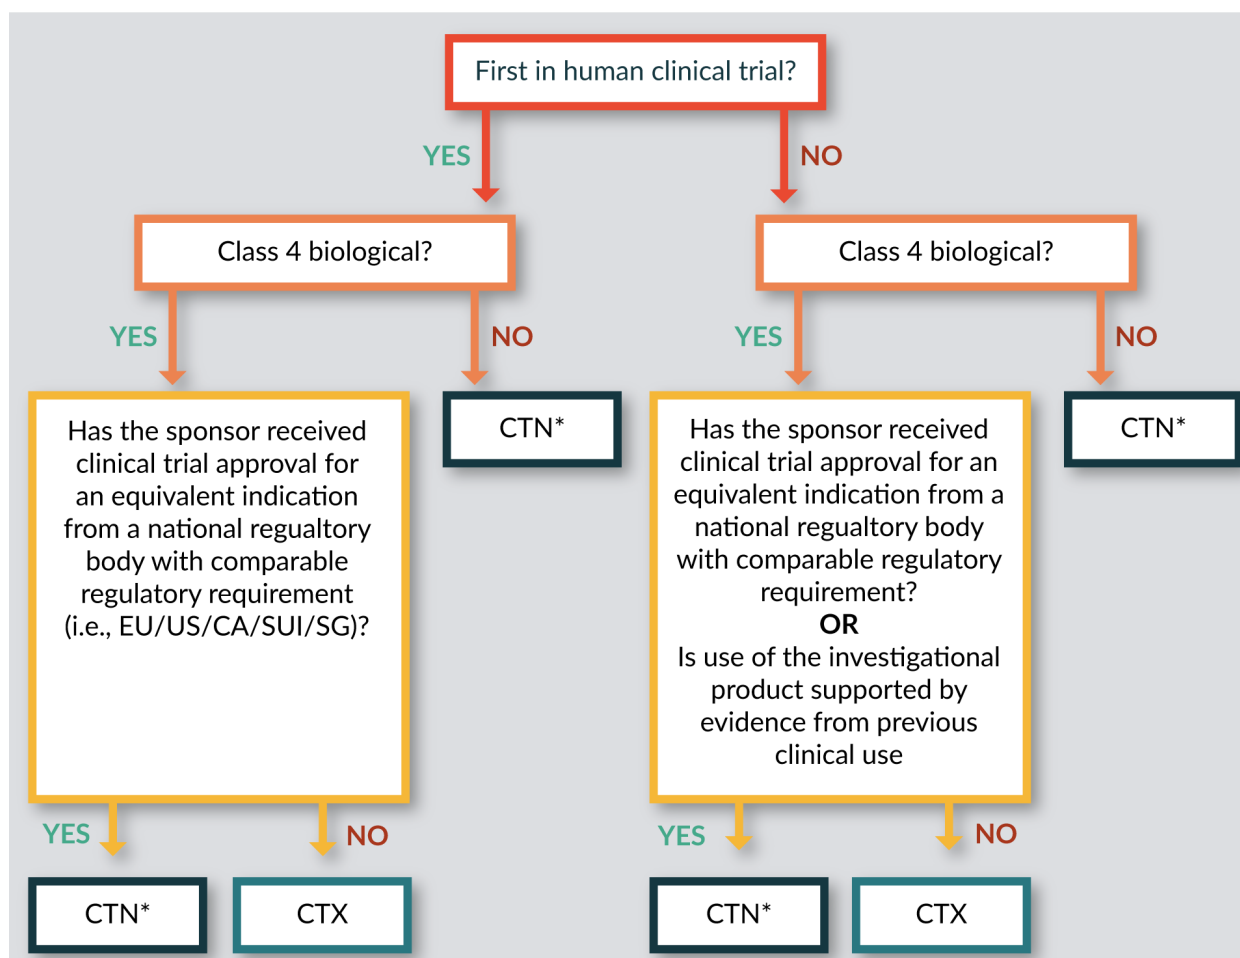 First in human clinical trial?
YES
NO
Class 4 biological?
Class 4 biological?
YES
NO
YES
NO
Has the sponsor received
clinical trial approval for
an equivalent indication
from a national regualtory
body with comparable
regulatory requirement
(i.e., EU/US/CA/SUI/SG)?
CTN*
Has the sponsor received
clinical trial approval for an
equivalent indication from a
national regualtory body
with comparable regulatory
requirement?
OR
Is use of the investigational
product supported by
evidence from previous
clinical use
CTN*
YES
NO
YES
NO
CTN*
CTX
CTN*
CTX